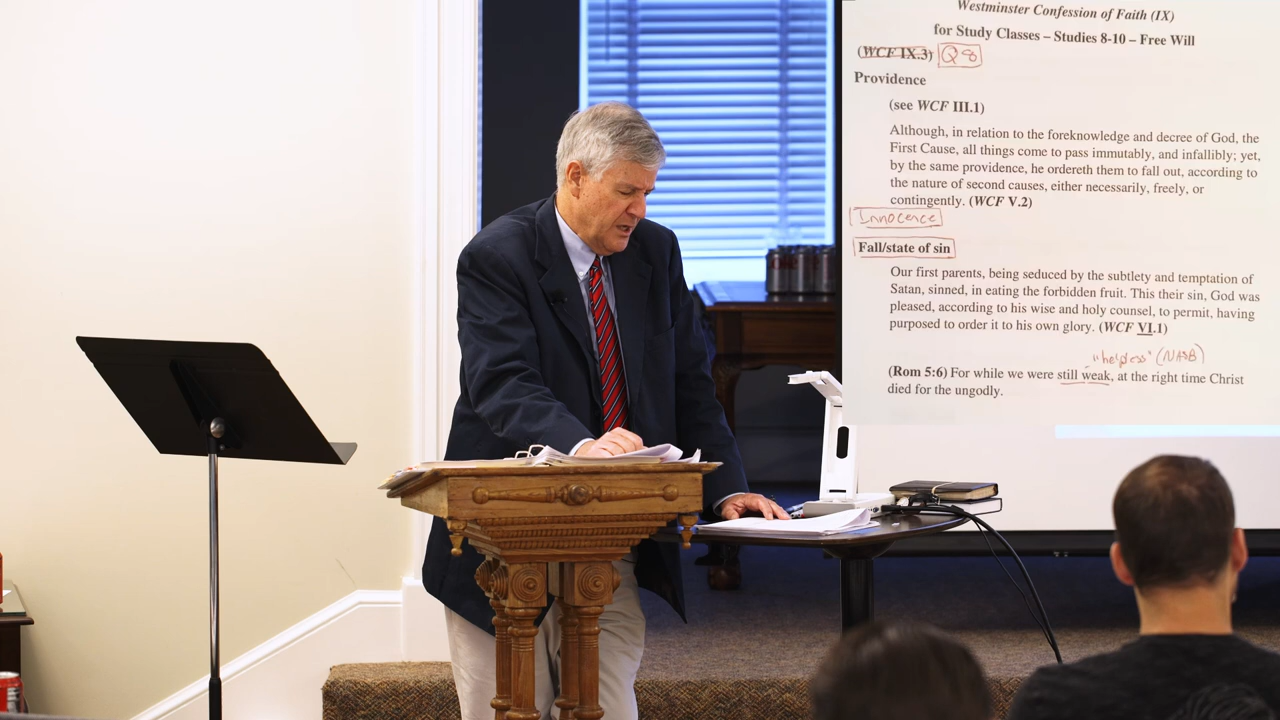 Westminster Confession of Faith (IX)
for Study Classes – Studies 8-10 – Free Will
(WCF IX.3) Q8
Providence
(see WCF III.1)
Although, in relation to the foreknowledge and decree of God, the
First Cause, all things come to pass immutably, and infallibly; yet,
by the same providence, he ordereth them to fall out, according to
the nature of second causes, either necessarily, freely, or
contingently. (WCF V.2)
Innocence
Fall/state of sin
Our first parents, being seduced by the subtlety and temptation of
Satan, sinned, in eating the forbidden fruit. This their sin, God was
pleased, according to his wise and holy counsel, to permit, having
purposed to order it to his own glory. (WCF VI.1)
"helpless" (NASB)
(Rom 5:6) For while we were still weak, at the right time Christ
died for the ungodly.